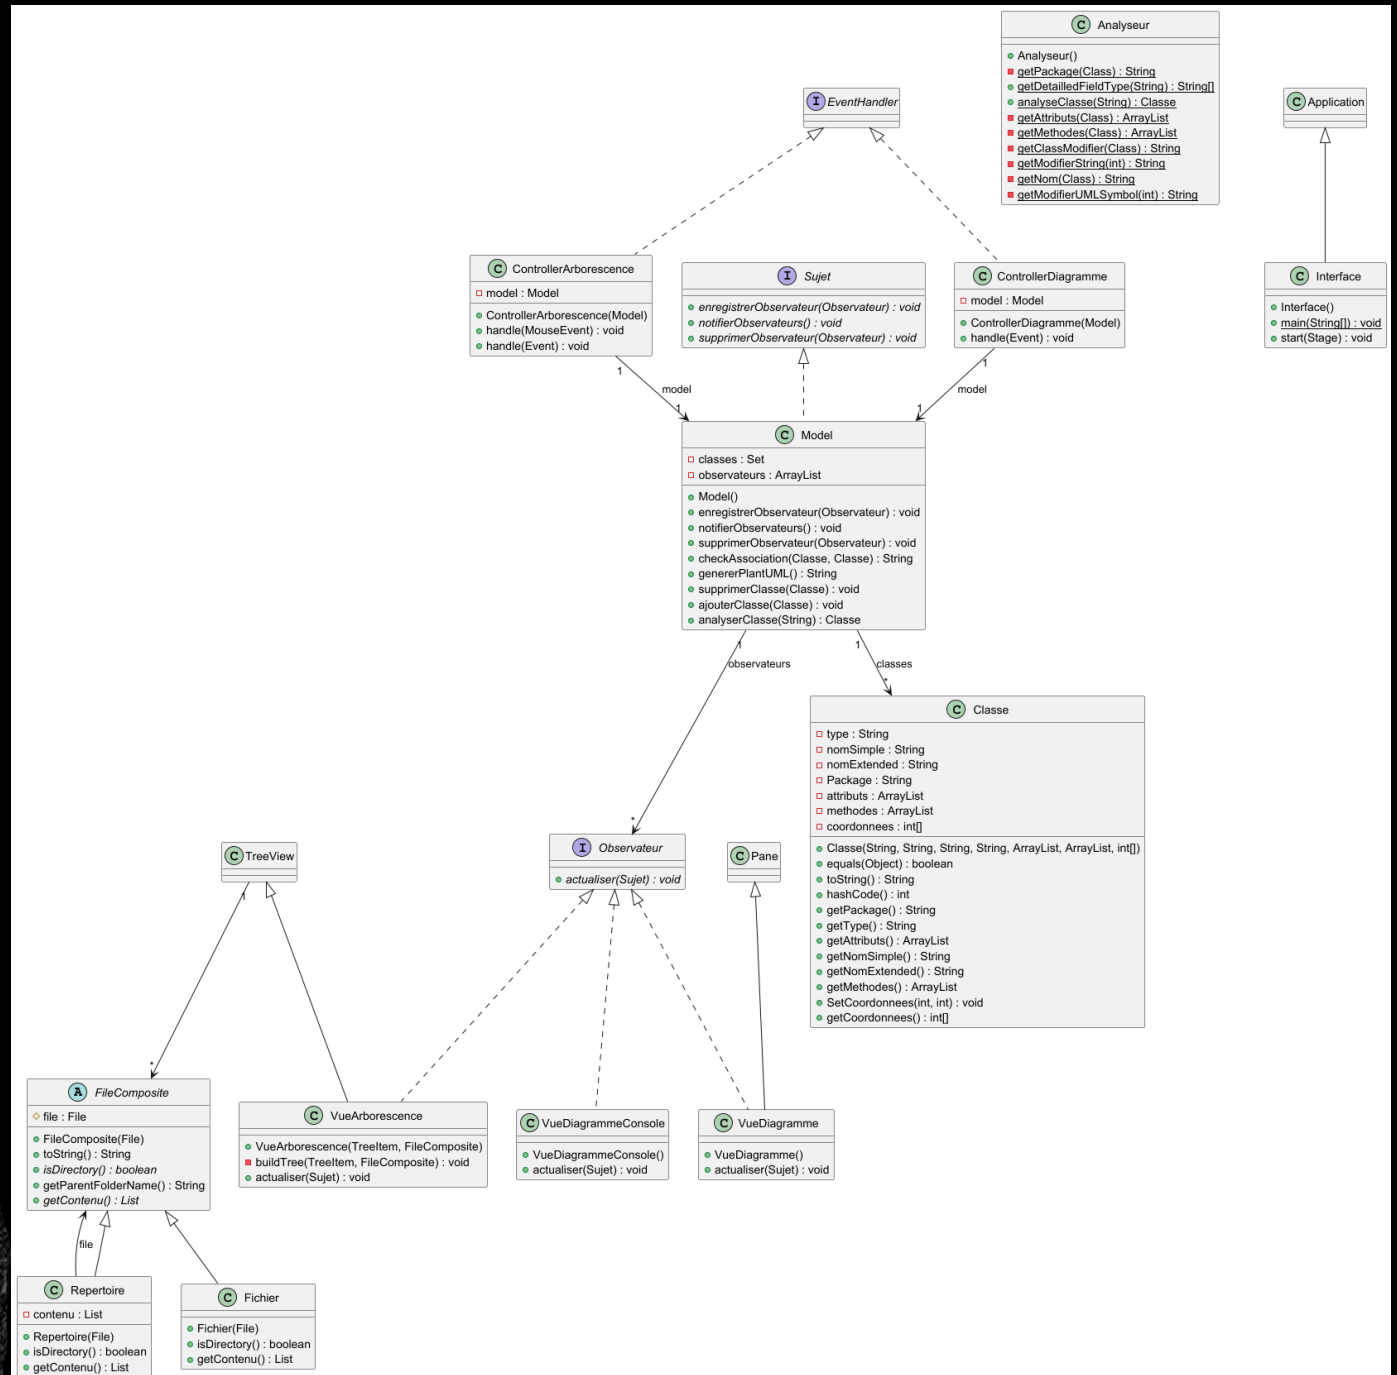 C Analyseur
Analyseur()
getPackage(Class) : String
getDetailledFieldType(String) : String[]
analyseClasse(String) : Classe
getAttributs(Class) : ArrayList
getMethodes(Class) : ArrayList
getClassModifier(Class) : String
getModifierString(int) : String
getNom(Class) : String
getModifierUMLSymbol(int) : String
I EventHandler
C Application
C ControllerArborescence
model : Model
ControllerArborescence(Model)
handle(MouseEvent) : void
handle(Event) : void
I Sujet
enregistrerObservateur(Observateur) : void
notifierObservateurs() : void
supprimerObservateur(Observateur) : void
C ControllerDiagramme
model : Model
ControllerDiagramme(Model)
handle(Event) : void
C Interface
Interface()
main(String[]) : void
start(Stage) : void
1
model
1
1
model
1
C Model
classes : Set
observateurs : ArrayList
Model()
enregistrerObservateur(Observateur) : void
notifierObservateurs() : void
supprimerObservateur(Observateur) : void
checkAssociation(Classe, Classe) : String
genererPlantUML() : String
supprimerClasse(Classe) : void
ajouterClasse(Classe) : void
analyserClasse(String) : Classe
1
observateurs
*
1
classes
*
C Classe
type : String
nomSimple : String
nomExtended : String
Package : String
attributs : ArrayList
methodes : ArrayList
coordonnees : int[]
Classe(String, String, String, String, ArrayList, ArrayList, int[])
equals(Object) : boolean
toString() : String
hashCode() : int
getPackage() : String
getType() : String
getAttributs() : ArrayList
getNomSimple() : String
getNomExtended() : String
getMethodes() : ArrayList
SetCoordonnees(int, int) : void
getCoordonnees() : int[]
C TreeView
1
*
I Observateur
actualiser(Sujet) : void
C Pane
A FileComposite
file : File
FileComposite(File)
toString() : String
isDirectory() : boolean
getParentFolderName() : String
getContenu() : List
C VueArborescence
VueArborescence(TreeItem, FileComposite)
buildTree(TreeItem, FileComposite) : void
actualiser(Sujet) : void
C VueDiagrammeConsole
VueDiagrammeConsole()
actualiser(Sujet) : void
C VueDiagramme
VueDiagramme()
actualiser(Sujet) : void
file
C Repertoire
contenu : List
Repertoire(File)
isDirectory() : boolean
getContenu() : List
C Fichier
Fichier(File)
isDirectory() : boolean
getContenu() : List